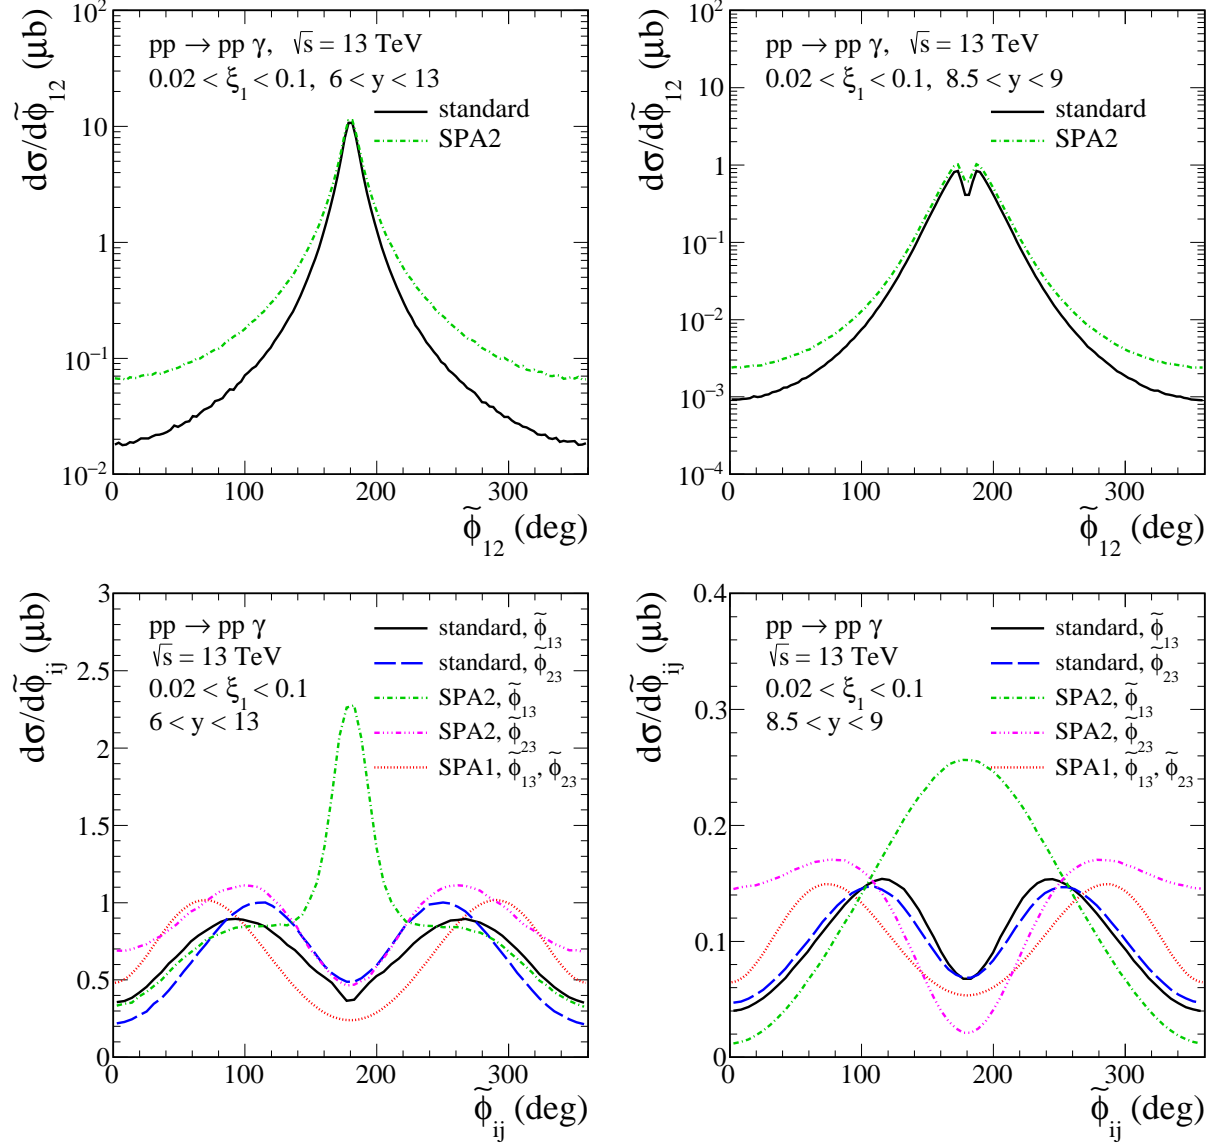 dσ/dφ̃₁₂ (μb)
10²
10
1
10⁻¹
10⁻²
pp → pp γ, √s = 13 TeV
0.02 < ξ₁ < 0.1, 6 < y < 13
standard
SPA2
0 100 200 300
φ̃₁₂ (deg)
dσ/dφ̃₁₂ (μb)
10²
10
1
10⁻¹
10⁻²
10⁻³
10⁻⁴
pp → pp γ, √s = 13 TeV
0.02 < ξ₁ < 0.1, 8.5 < y < 9
standard
SPA2
0 100 200 300
φ̃₁₂ (deg)
dσ/dφ̃ᵢⱼ (μb)
3
2.5
2
1.5
1
0.5
0
pp → pp γ
√s = 13 TeV
0.02 < ξ₁ < 0.1
6 < y < 13
standard, φ̃₁₃
standard, φ̃₂₃
SPA2, φ̃₁₃
SPA2, φ̃₂₃
SPA1, φ̃₁₃, φ̃₂₃
0 100 200 300
φ̃ᵢⱼ (deg)
dσ/dφ̃ᵢⱼ (μb)
0.4
0.3
0.2
0.1
0
pp → pp γ
√s = 13 TeV
0.02 < ξ₁ < 0.1
8.5 < y < 9
standard, φ̃₁₃
standard, φ̃₂₃
SPA2, φ̃₁₃
SPA2, φ̃₂₃
SPA1, φ̃₁₃, φ̃₂₃
0 100 200 300
φ̃ᵢⱼ (deg)